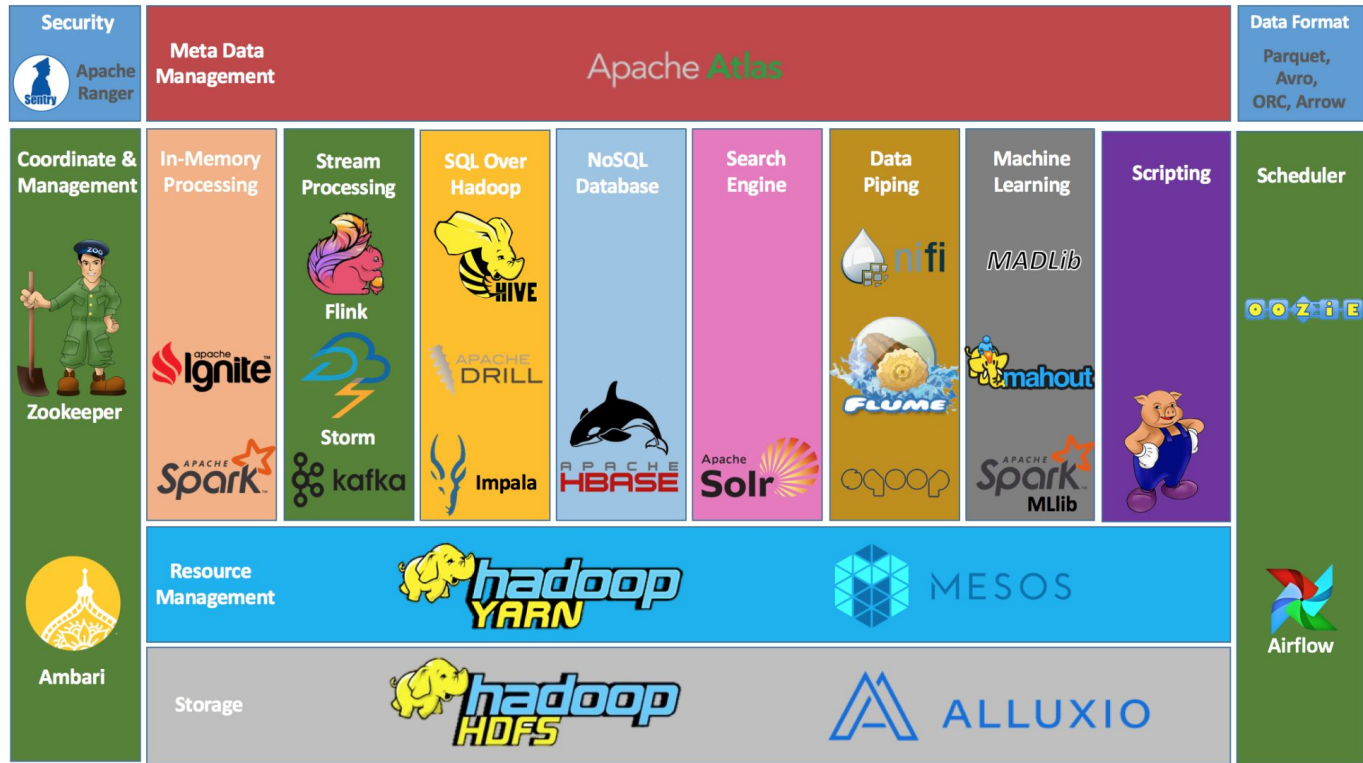 Security
Sentry
Apache
Ranger
Meta Data
Management
Apache Atlas
Data Format
Parquet,
Avro,
ORC, Arrow
Coordinate &
Management
ZOO
Zookeeper
Ambari
In-Memory
Processing
apache
Ignite™
APACHE
Spark™
Stream
Processing
Flink
Storm
kafka
SQL Over
Hadoop
HIVE
APACHE
DRILL
Impala
NoSQL
Database
APACHE
HBASE
Search
Engine
Apache
Solr
Data
Piping
nifi
FLUME
sqoop
Machine
Learning
MADLib
mahout
APACHE
Spark™
MLlib
Scripting
Scheduler
OOZiE
Airflow
Resource
Management
hadoop
YARN
MESOS
Storage
hadoop
HDFS
ALLUXIO